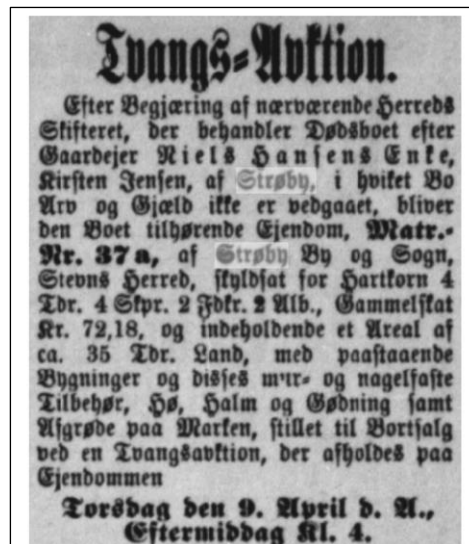 Tvangs-Avktion.
Efter Begjæring af nærværende Herreds
Skifteret, der behandler Dødsboet efter
Gaardejer Niels Hansens Enke,
Kirsten Jensen, af Strøby, i hviket Bo
Arv og Gjæld ikke er vedgaaet, bliver
den Boet tilhørende Ejendom, Matr.-
Nr. 37a, af Strøby By og Sogn,
Stevns Herred, skyldsat for Hartkorn 4
Tdr. 4 Skpr. 2 Fdkr. 2 Alb., Gammelskat
Kr. 72,18, og indeholdende et Areal af
ca. 35 Tdr. Land, med paastaaende
Bygninger og disses mur- og nagelfaste
Tilbehør, Hø, Halm og Gødning samt
Afgrøde paa Marken, stillet til Bortsalg
ved en Tvangsavktion, der afholdes paa
Ejendommen
Torsdag den 9. April d. A.,
Eftermiddag Kl. 4.